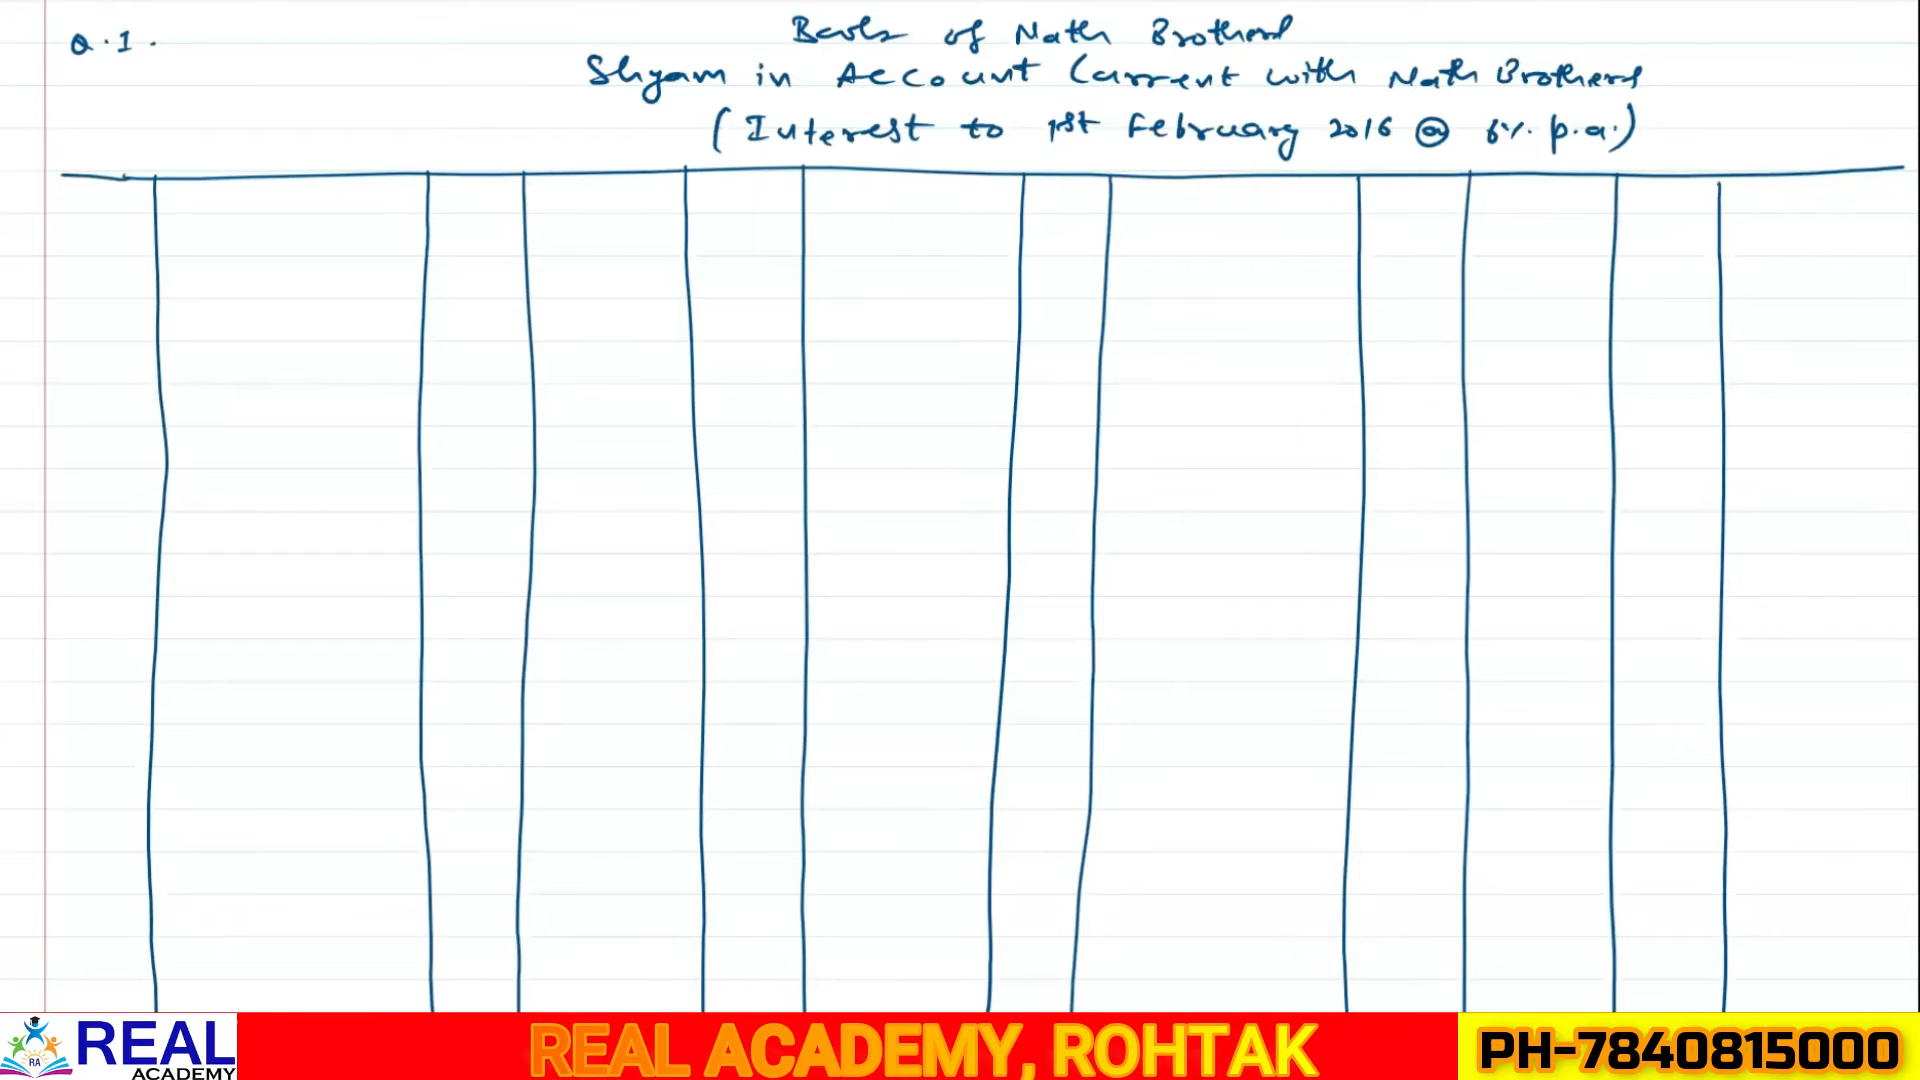 Q.1.
Books of Nath Brothers
Shyam in Account Current with Nath Brothers
(Interest to 1st February 2016 @ 6% p.a.)
RA
REAL
ACADEMY
REAL ACADEMY, ROHTAK
PH-7840815000